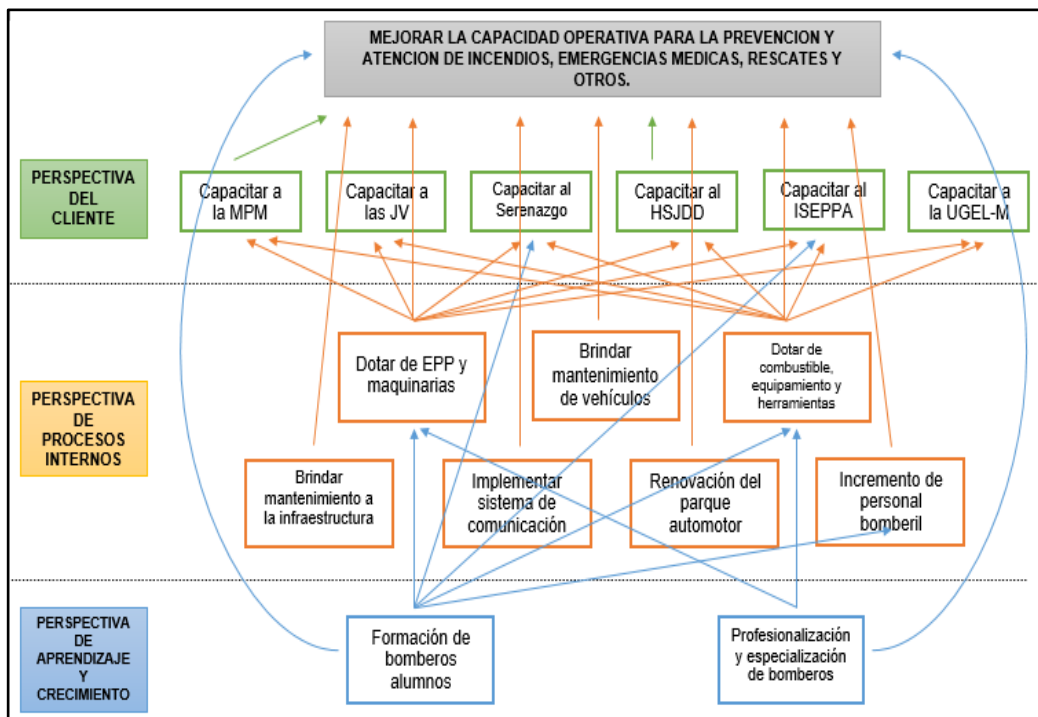 MEJORAR LA CAPACIDAD OPERATIVA PARA LA PREVENCION Y
ATENCION DE INCENDIOS, EMERGENCIAS MEDICAS, RESCATES Y
OTROS.
PERSPECTIVA
DEL
CLIENTE
Capacitar a
la MPM
Capacitar a
las JV
Capacitar al
Serenazgo
Capacitar al
HSJDD
Capacitar al
ISEPPA
Capacitar a
la UGEL-M
PERSPECTIVA
DE
PROCESOS
INTERNOS
Dotar de EPP y
maquinarias
Brindar
mantenimiento
de vehículos
Dotar de
combustible,
equipamiento y
herramientas
Brindar
mantenimiento a
la infraestructura
Implementar
sistema de
comunicación
Renovación del
parque
automotor
Incremento de
personal
bomberil
PERSPECTIVA
DE
APRENDIZAJE
Y
CRECIMIENTO
Formación de
bomberos
alumnos
Profesionalización
y especialización
de bomberos